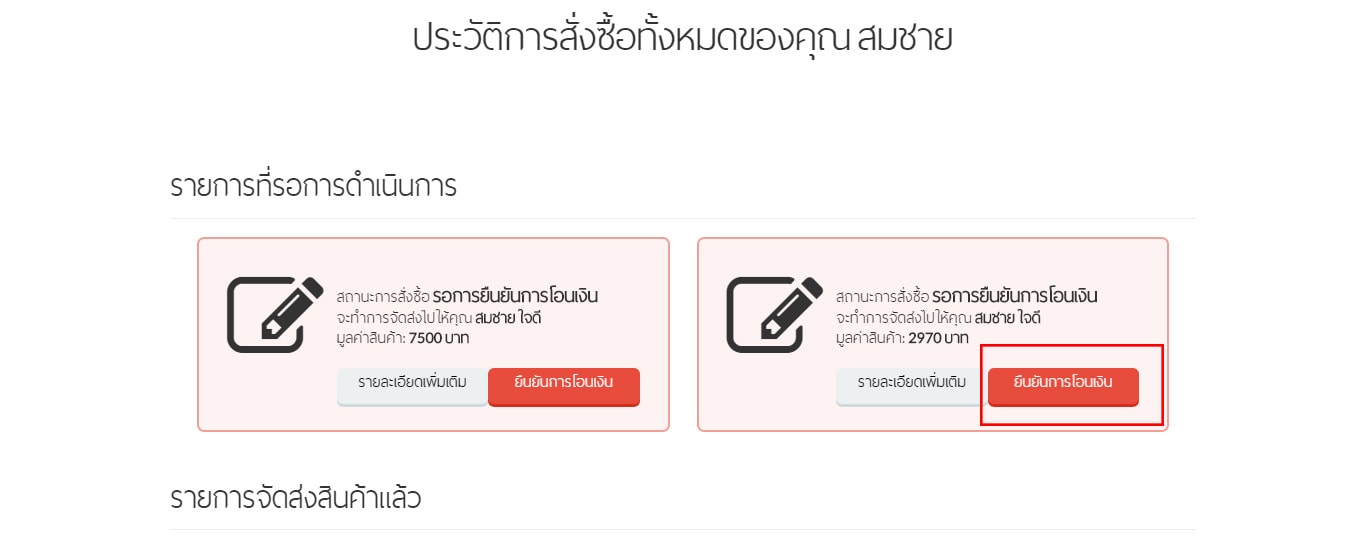 ประวัติการสั่งซื้อทั้งหมดของคุณ สมชาย
รายการที่รอการดำเนินการ
สถานะการสั่งซื้อ รอการยืนยันการโอนเงิน
จะทำการจัดส่งไปให้คุณ สมชาย ใจดี
มูลค่าสินค้า: 7500 บาท
รายละเอียดเพิ่มเติม
ยืนยันการโอนเงิน
สถานะการสั่งซื้อ รอการยืนยันการโอนเงิน
จะทำการจัดส่งไปให้คุณ สมชาย ใจดี
มูลค่าสินค้า: 2970 บาท
รายละเอียดเพิ่มเติม
ยืนยันการโอนเงิน
รายการจัดส่งสินค้าแล้ว